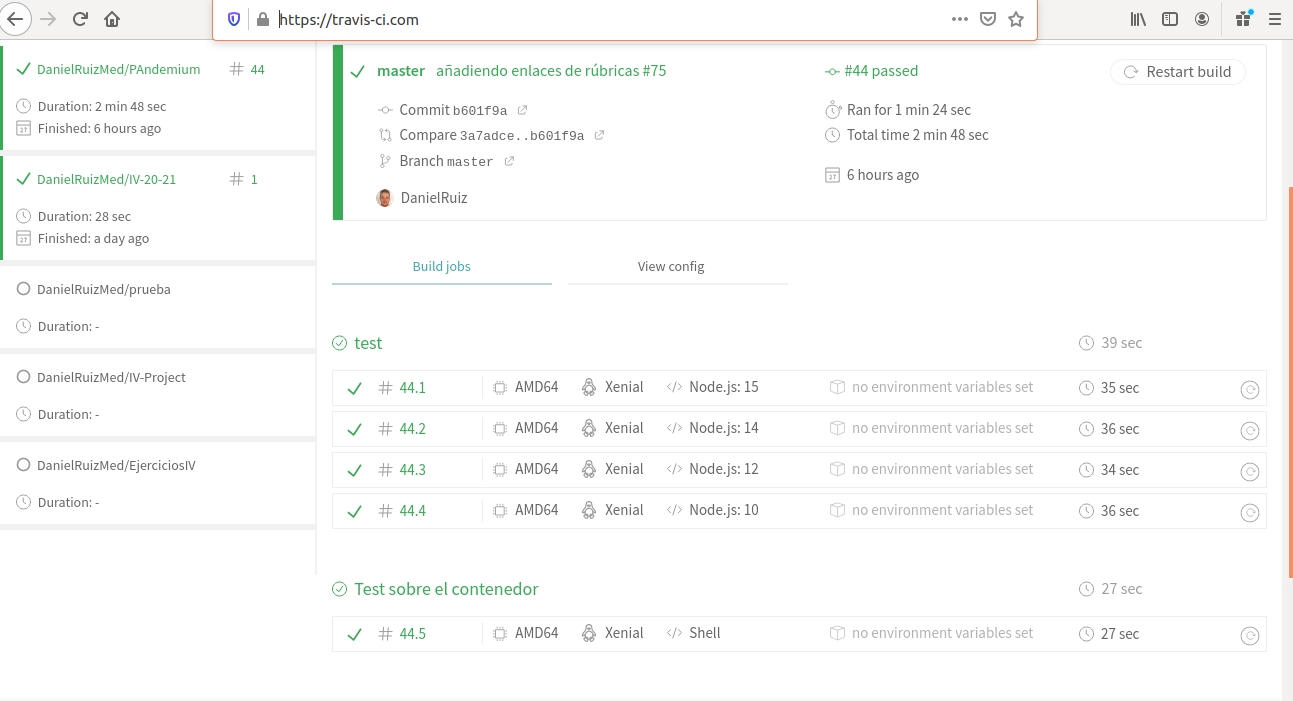 https://travis-ci.com
DanielRuizMed/PAndemium # 44
Duration: 2 min 48 sec
Finished: 6 hours ago
DanielRuizMed/IV-20-21 # 1
Duration: 28 sec
Finished: a day ago
DanielRuizMed/prueba
Duration: -
DanielRuizMed/IV-Project
Duration: -
DanielRuizMed/EjerciciosIV
Duration: -
master añadiendo enlaces de rúbricas #75
Commit b601f9a
Compare 3a7adce..b601f9a
Branch master
DanielRuiz
#44 passed
Ran for 1 min 24 sec
Total time 2 min 48 sec
6 hours ago
Restart build
Build jobs View config
test 39 sec
# 44.1 AMD64 Xenial </> Node.js: 15 no environment variables set 35 sec
# 44.2 AMD64 Xenial </> Node.js: 14 no environment variables set 36 sec
# 44.3 AMD64 Xenial </> Node.js: 12 no environment variables set 34 sec
# 44.4 AMD64 Xenial </> Node.js: 10 no environment variables set 36 sec
Test sobre el contenedor 27 sec
# 44.5 AMD64 Xenial </> Shell no environment variables set 27 sec